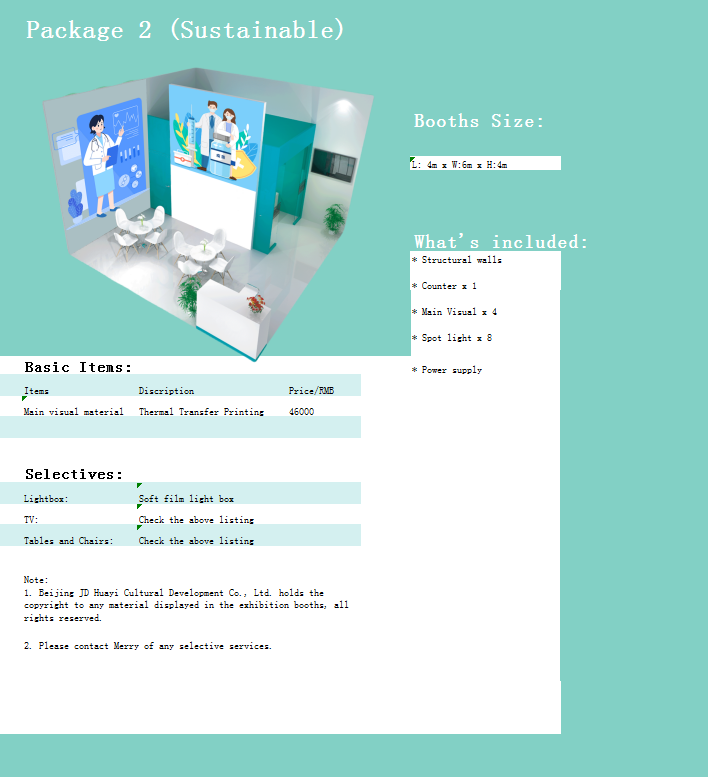 Package 2 (Sustainable)
Booths Size:
L: 4m x W:6m x H:4m
What's included:
* Structural walls
* Counter x 1
* Main Visual x 4
* Spot light x 8
* Power supply
Basic Items:
Items Discription Price/RMB
Main visual material Thermal Transfer Printing 46000
Selectives:
Lightbox: Soft film light box
TV: Check the above listing
Tables and Chairs: Check the above listing
Note:
1. Beijing JD Huayi Cultural Development Co., Ltd. holds the
copyright to any material displayed in the exhibition booths, all
rights reserved.
2. Please contact Merry of any selective services.